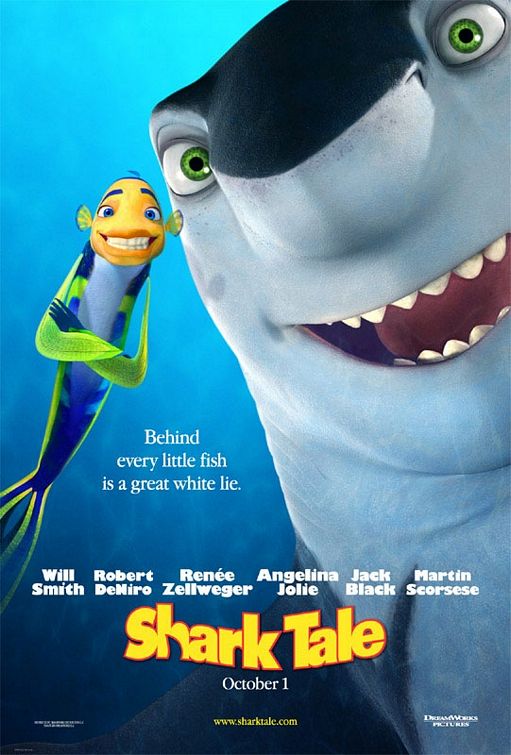 Behind
every little fish
is a great white lie.
Will Robert Renée Angelina Jack Martin
Smith DeNiro Zellweger Jolie Black Scorsese
Shark Tale
October 1
www.sharktale.com
DREAMWORKS
PICTURES